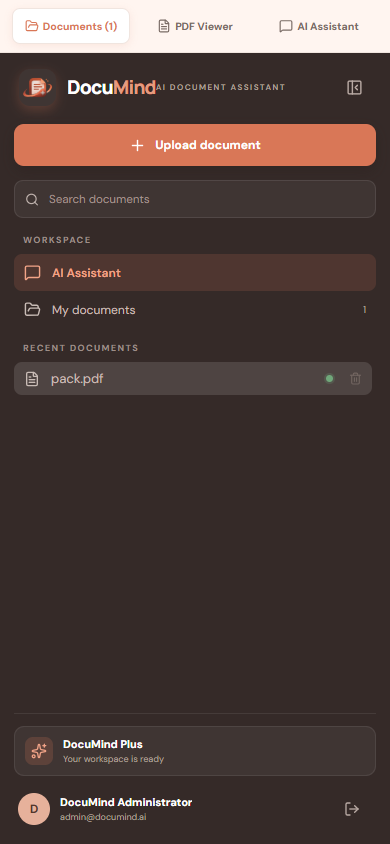 Documents (1) PDF Viewer AI Assistant
DocuMind AI DOCUMENT ASSISTANT
Upload document
Search documents
WORKSPACE
AI Assistant
My documents 1
RECENT DOCUMENTS
pack.pdf
DocuMind Plus
Your workspace is ready
D DocuMind Administrator
admin@documind.ai